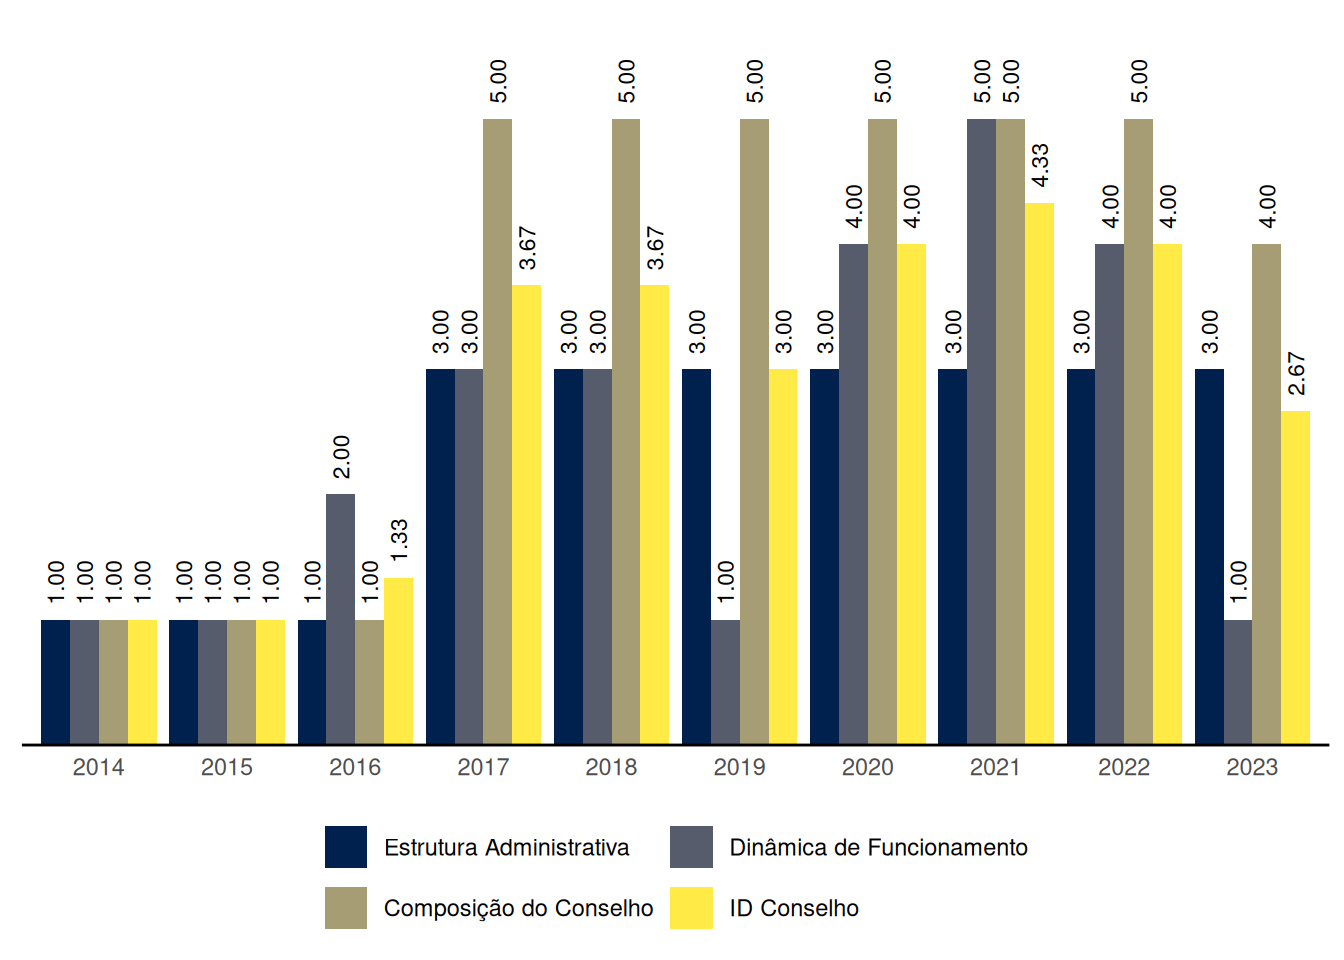 5.00 5.00 5.00 5.00 5.00 5.00 5.00
4.33
4.00 4.00 4.00 4.00 4.00
3.67 3.67
3.00 3.00 3.00 3.00 3.00 3.00 3.00 3.00 3.00 3.00
2.67
2.00
1.33
1.00 1.00 1.00 1.00 1.00 1.00 1.00 1.00 1.00 1.00 1.00 1.00
2014 2015 2016 2017 2018 2019 2020 2021 2022 2023
Estrutura Administrativa Dinâmica de Funcionamento
Composição do Conselho ID Conselho